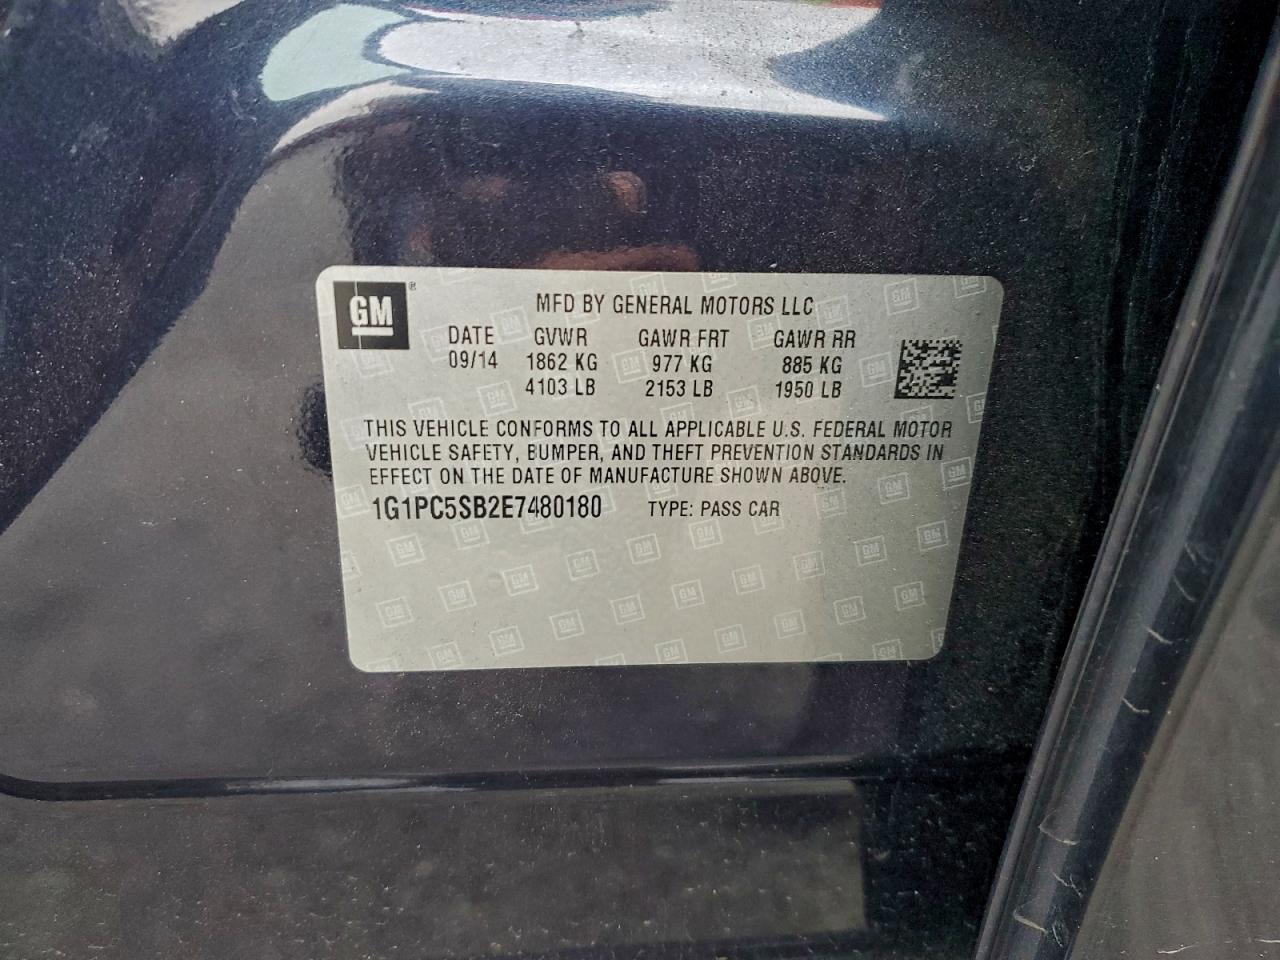 GM ®
MFD BY GENERAL MOTORS LLC
DATE GVWR GAWR FRT GAWR RR
09/14 1862 KG 977 KG 885 KG
4103 LB 2153 LB 1950 LB
THIS VEHICLE CONFORMS TO ALL APPLICABLE U.S. FEDERAL MOTOR
VEHICLE SAFETY, BUMPER, AND THEFT PREVENTION STANDARDS IN
EFFECT ON THE DATE OF MANUFACTURE SHOWN ABOVE.
1G1PC5SB2E7480180 TYPE: PASS CAR